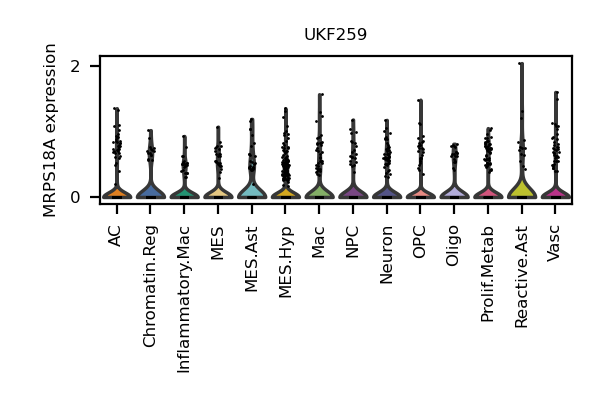 UKF259
MRPS18A expression
2
0
AC
Chromatin.Reg
Inflammatory.Mac
MES
MES.Ast
MES.Hyp
Mac
NPC
Neuron
OPC
Oligo
Prolif.Metab
Reactive.Ast
Vasc